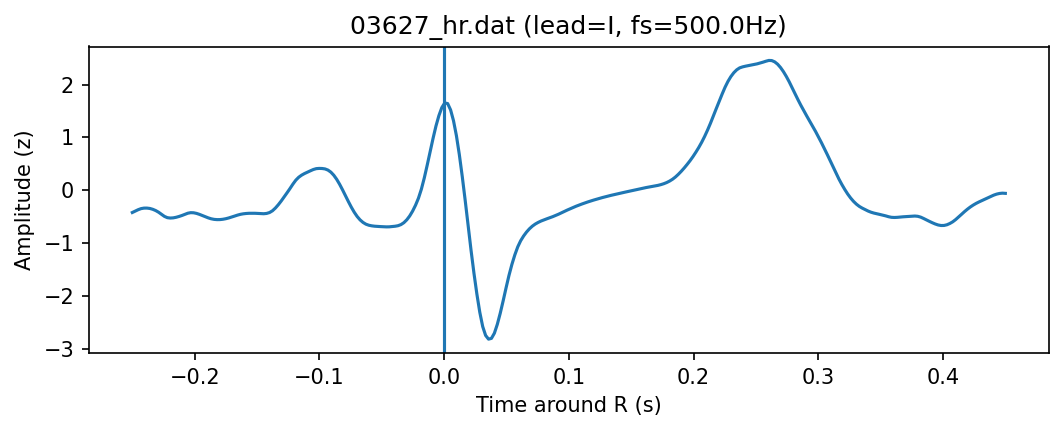 03627_hr.dat (lead=I, fs=500.0Hz)
Amplitude (z)
2
1
0
−1
−2
−3
−0.2 −0.1 0.0 0.1 0.2 0.3 0.4
Time around R (s)